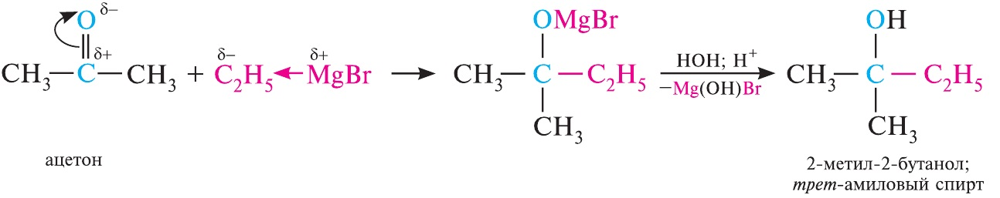 O δ− OMgBr OH
δ+ δ− δ+
CH₃—C—CH₃ + C₂H₅←MgBr → CH₃—C—C₂H₅ HOH; H⁺ CH₃—C—C₂H₅
−Mg(OH)Br
CH₃ CH₃
ацетон
2-метил-2-бутанол;
трет-амиловый спирт